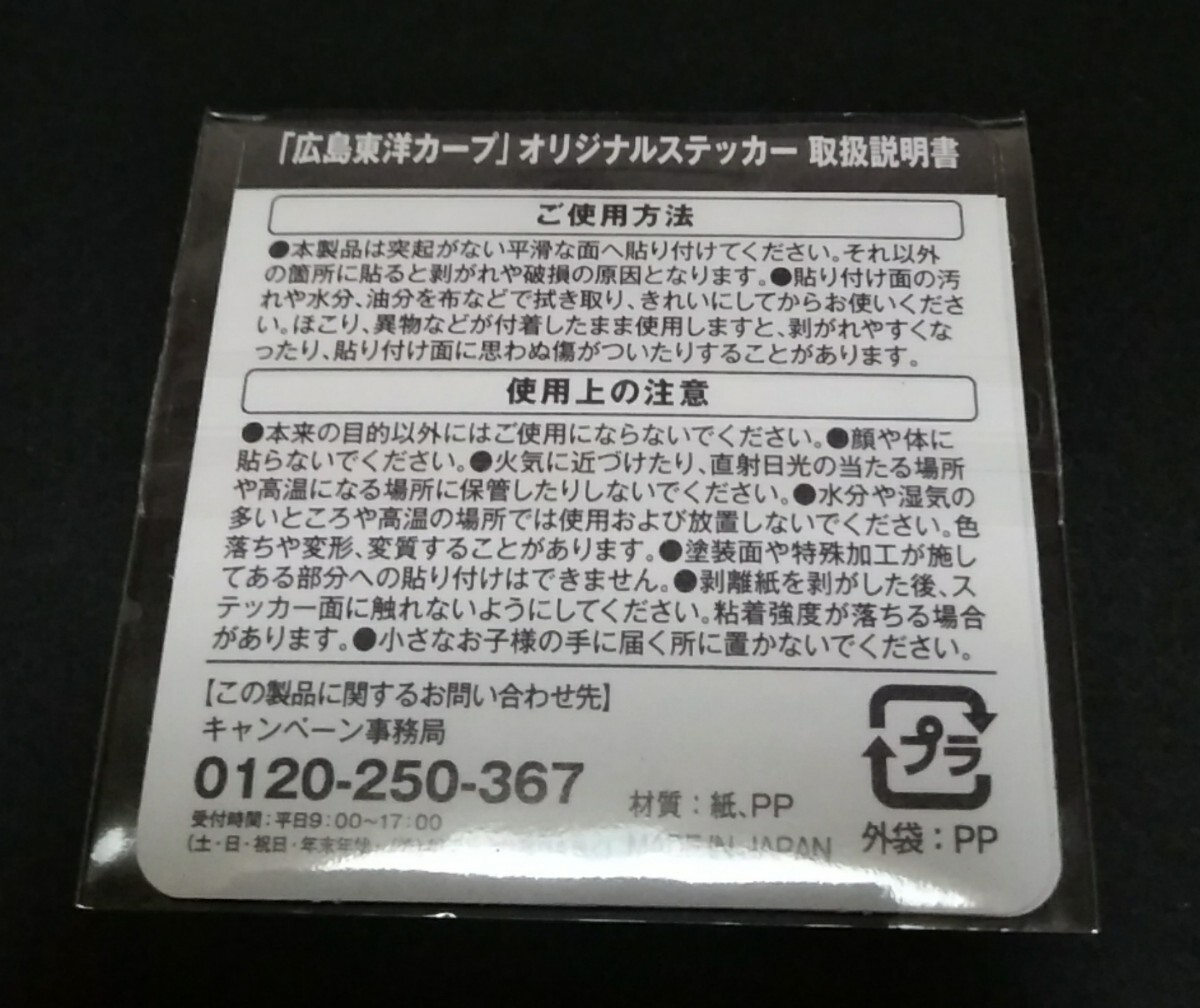 「広島東洋カープ」オリジナルステッカー 取扱説明書
ご使用方法
●本製品は突起がない平滑な面へ貼り付けてください。それ以外
の箇所に貼ると剥がれや破損の原因となります。●貼り付け面の汚
れや水分、油分を布などで拭き取り、きれいにしてからお使いくださ
い。ほこり、異物などが付着したまま使用しますと、剥がれやすくな
ったり、貼り付け面に思わぬ傷がついたりすることがあります。
使用上の注意
●本来の目的以外にはご使用にならないでください。●顔や体に
貼らないでください。●火気に近づけたり、直射日光の当たる場所
や高温になる場所に保管したりしないでください。●水分や湿気の
多いところや高温の場所では使用および放置しないでください。色
落ちや変形、変質することがあります。●塗装面や特殊加工が施し
てある部分への貼り付けはできません。●剥離紙を剥がした後、ス
テッカー面に触れないようにしてください。粘着強度が落ちる場合
があります。●小さなお子様の手に届く所に置かないでください。
【この製品に関するお問い合わせ先】
キャンペーン事務局
0120-250-367
受付時間：平日9：00～17：00
(土・日・祝日・年末年始・
材質：紙、PP
MADE IN JAPAN
プラ
外袋：PP